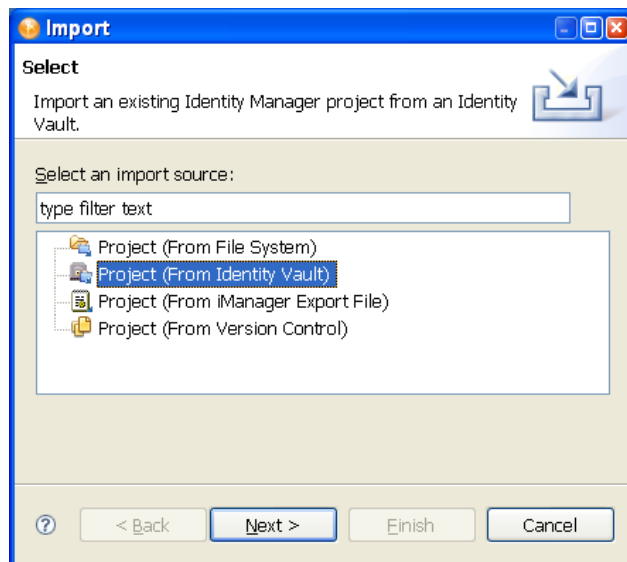 Import
Select
Import an existing Identity Manager project from an Identity
Vault.
Select an import source:
type filter text
Project (From File System)
Project (From Identity Vault)
Project (From iManager Export File)
Project (From Version Control)
< Back
Next >
Finish
Cancel